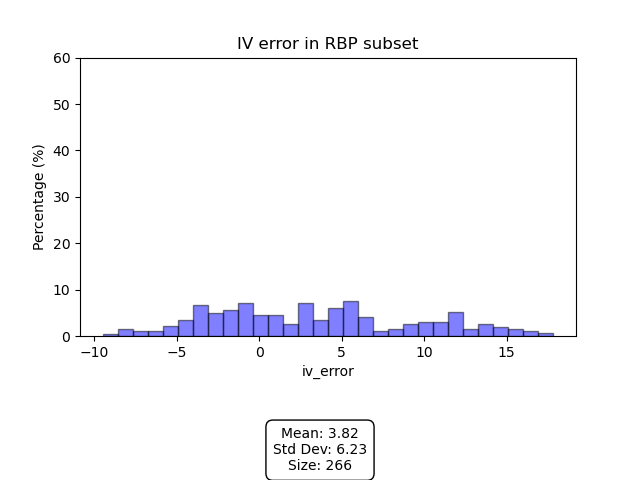 IV error in RBP subset
60
50
40
30
20
10
0
Percentage (%)
−10 −5 0 5 10 15
iv_error
Mean: 3.82
Std Dev: 6.23
Size: 266